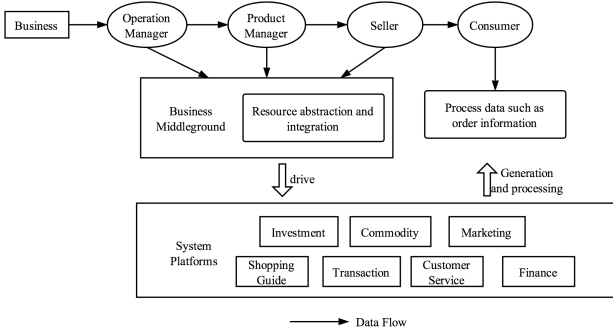 Business
Operation
Manager
Product
Manager
Seller
Consumer
Business
Middleground
Resource abstraction and
integration
Process data such as
order information
drive
Generation
and processing
System
Platforms
Investment
Commodity
Marketing
Shopping
Guide
Transaction
Customer
Service
Finance
Data Flow